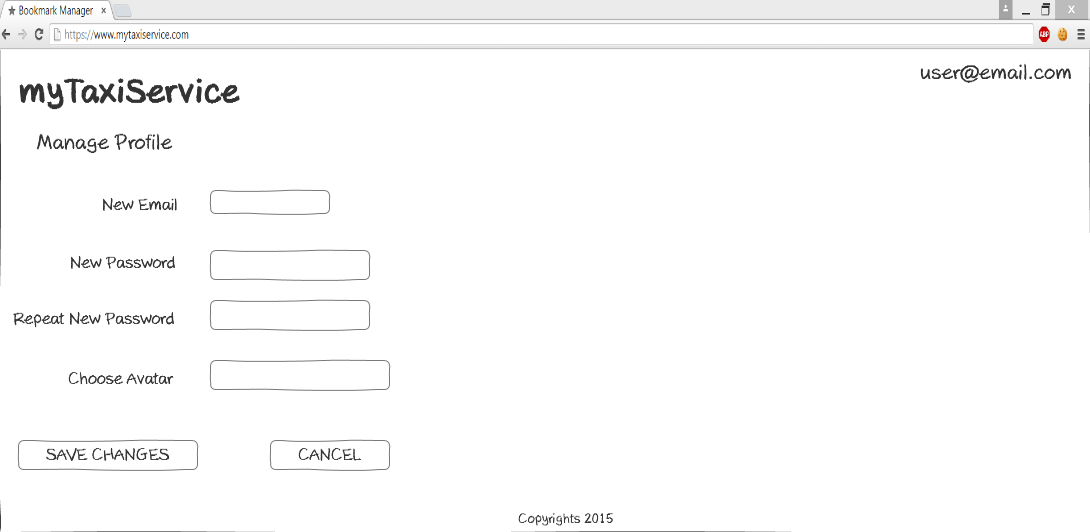 Bookmark Manager
https://www.mytaxiservice.com
ABP
user@email.com
myTaxiService
Manage Profile
New Email
New Password
Repeat New Password
Choose Avatar
SAVE CHANGES
CANCEL
Copyrights 2015